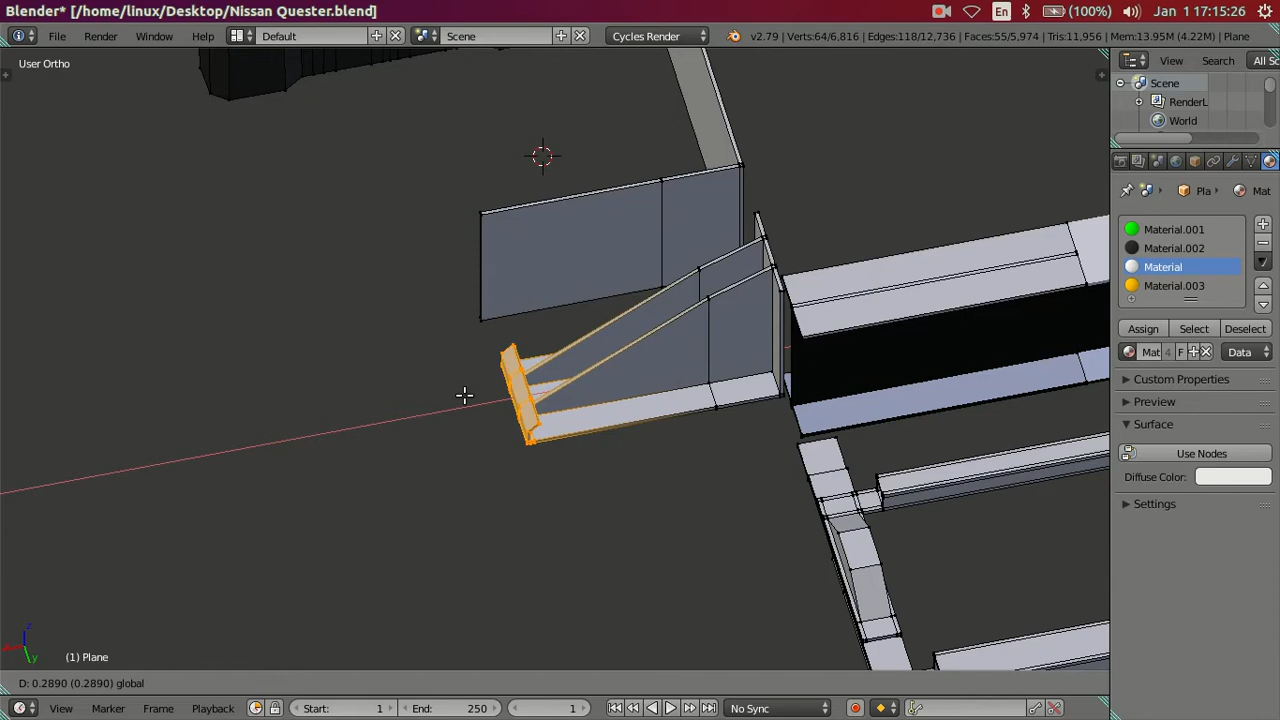 Blender* [/home/linux/Desktop/Nissan Quester.blend]
En
(100%)
Jan 1 17:15:26
File
Render
Window
Help
Default
Scene
Cycles Render
v2.79 | Verts:64/6,816 | Edges:118/12,736 | Faces:55/5,974 | Tris:11,956 | Mem:13.95M (4.22M) | Plane
View
Search
All Sc
User Ortho
Scene
RenderL
World
Pla
Mat
Material.001
Material.002
Material
Material.003
Assign
Select
Deselect
Mat
4
F
Data
Custom Properties
Preview
Surface
Use Nodes
Diffuse Color:
Settings
z
y
(1) Plane
D: 0.2890 (0.2890) global
View
Marker
Frame
Playback
Start: 1
End: 250
1
No Sync